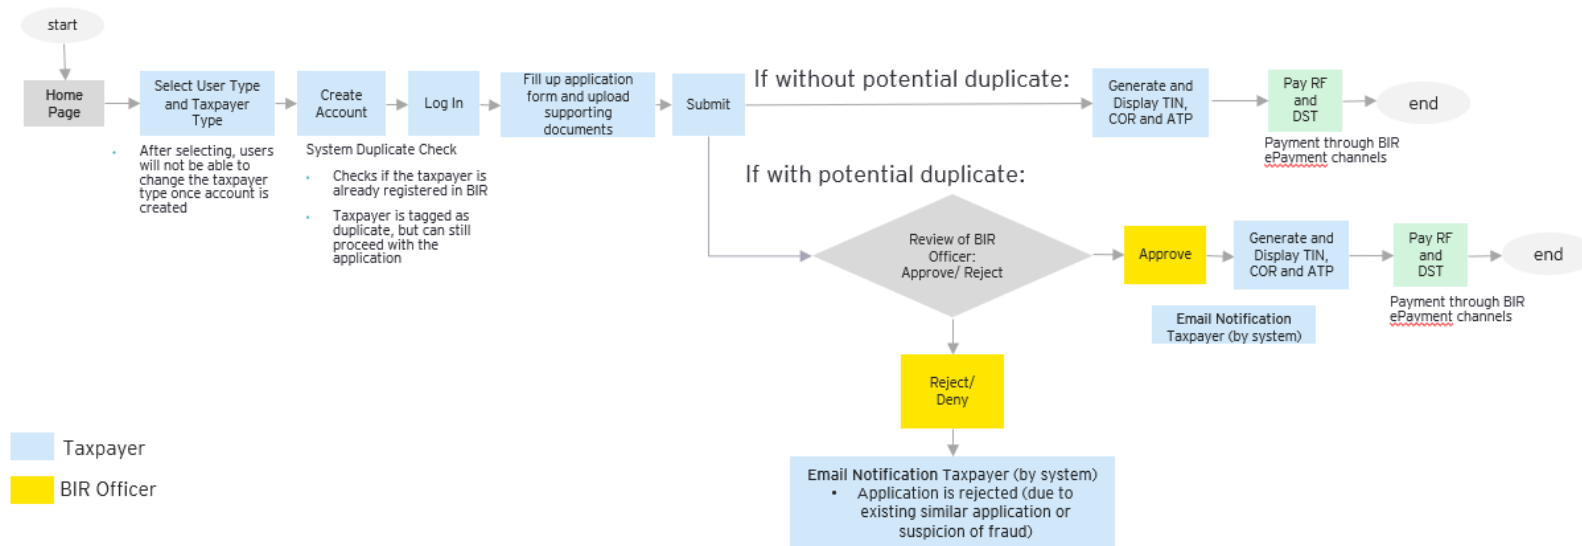 start
Home
Page
Select User Type
and Taxpayer
Type
Create
Account
Log In
Fill up application
form and upload
supporting
documents
Submit
If without potential duplicate:
Generate and
Display TIN,
COR and ATP
Pay RF
and
DST
end
• After selecting, users
will not be able to
change the taxpayer
type once account is
created
System Duplicate Check
• Checks if the taxpayer is
already registered in BIR
• Taxpayer is tagged as
duplicate, but can still
proceed with the
application
Payment through BIR
ePayment channels
If with potential duplicate:
Review of BIR
Officer:
Approve/ Reject
Approve
Generate and
Display TIN,
COR and ATP
Pay RF
and
DST
end
Email Notification
Taxpayer (by system)
Payment through BIR
ePayment channels
Reject/
Deny
Email Notification Taxpayer (by system)
• Application is rejected (due to
existing similar application or
suspicion of fraud)
Taxpayer
BIR Officer